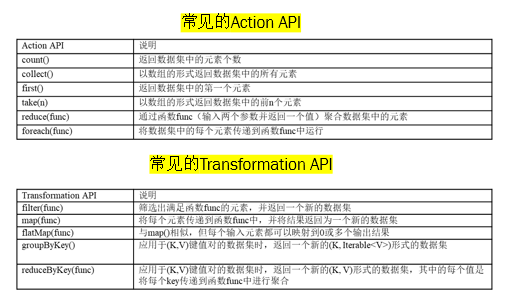 常见的Action API
Action API 说明
count() 返回数据集中的元素个数
collect() 以数组的形式返回数据集中的所有元素
first() 返回数据集中的第一个元素
take(n) 以数组的形式返回数据集中的前n个元素
reduce(func) 通过函数func（输入两个参数并返回一个值）聚合数据集中的元素
foreach(func) 将数据集中的每个元素传递到函数func中运行
常见的Transformation API
Transformation API 说明
filter(func) 筛选出满足函数func的元素，并返回一个新的数据集
map(func) 将每个元素传递到函数func中，并将结果返回为一个新的数据集
flatMap(func) 与map()相似，但每个输入元素都可以映射到0或多个输出结果
groupByKey() 应用于(K,V)键值对的数据集时，返回一个新的(K, Iterable<V>)形式的数据集
reduceByKey(func) 应用于(K,V)键值对的数据集时，返回一个新的(K, V)形式的数据集，其中的每个值是
将每个key传递到函数func中进行聚合